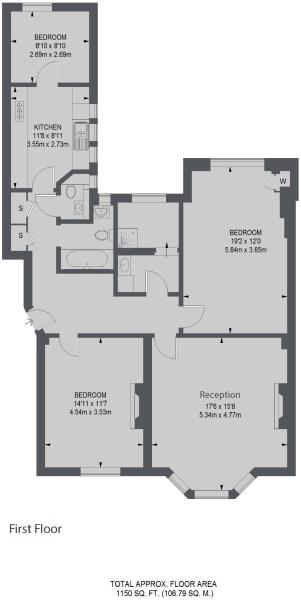 BEDROOM
8'10 x 8'10
2.69m x 2.69m
KITCHEN
11'8 x 8'11
3.55m x 2.73m
S
S
W
BEDROOM
19'2 x 12'0
5.84m x 3.65m
BEDROOM
14'11 x 11'7
4.54m x 3.53m
Reception
17'6 x 15'8
5.34m x 4.77m
First Floor
TOTAL APPROX. FLOOR AREA
1150 SQ. FT. (106.79 SQ. M.)